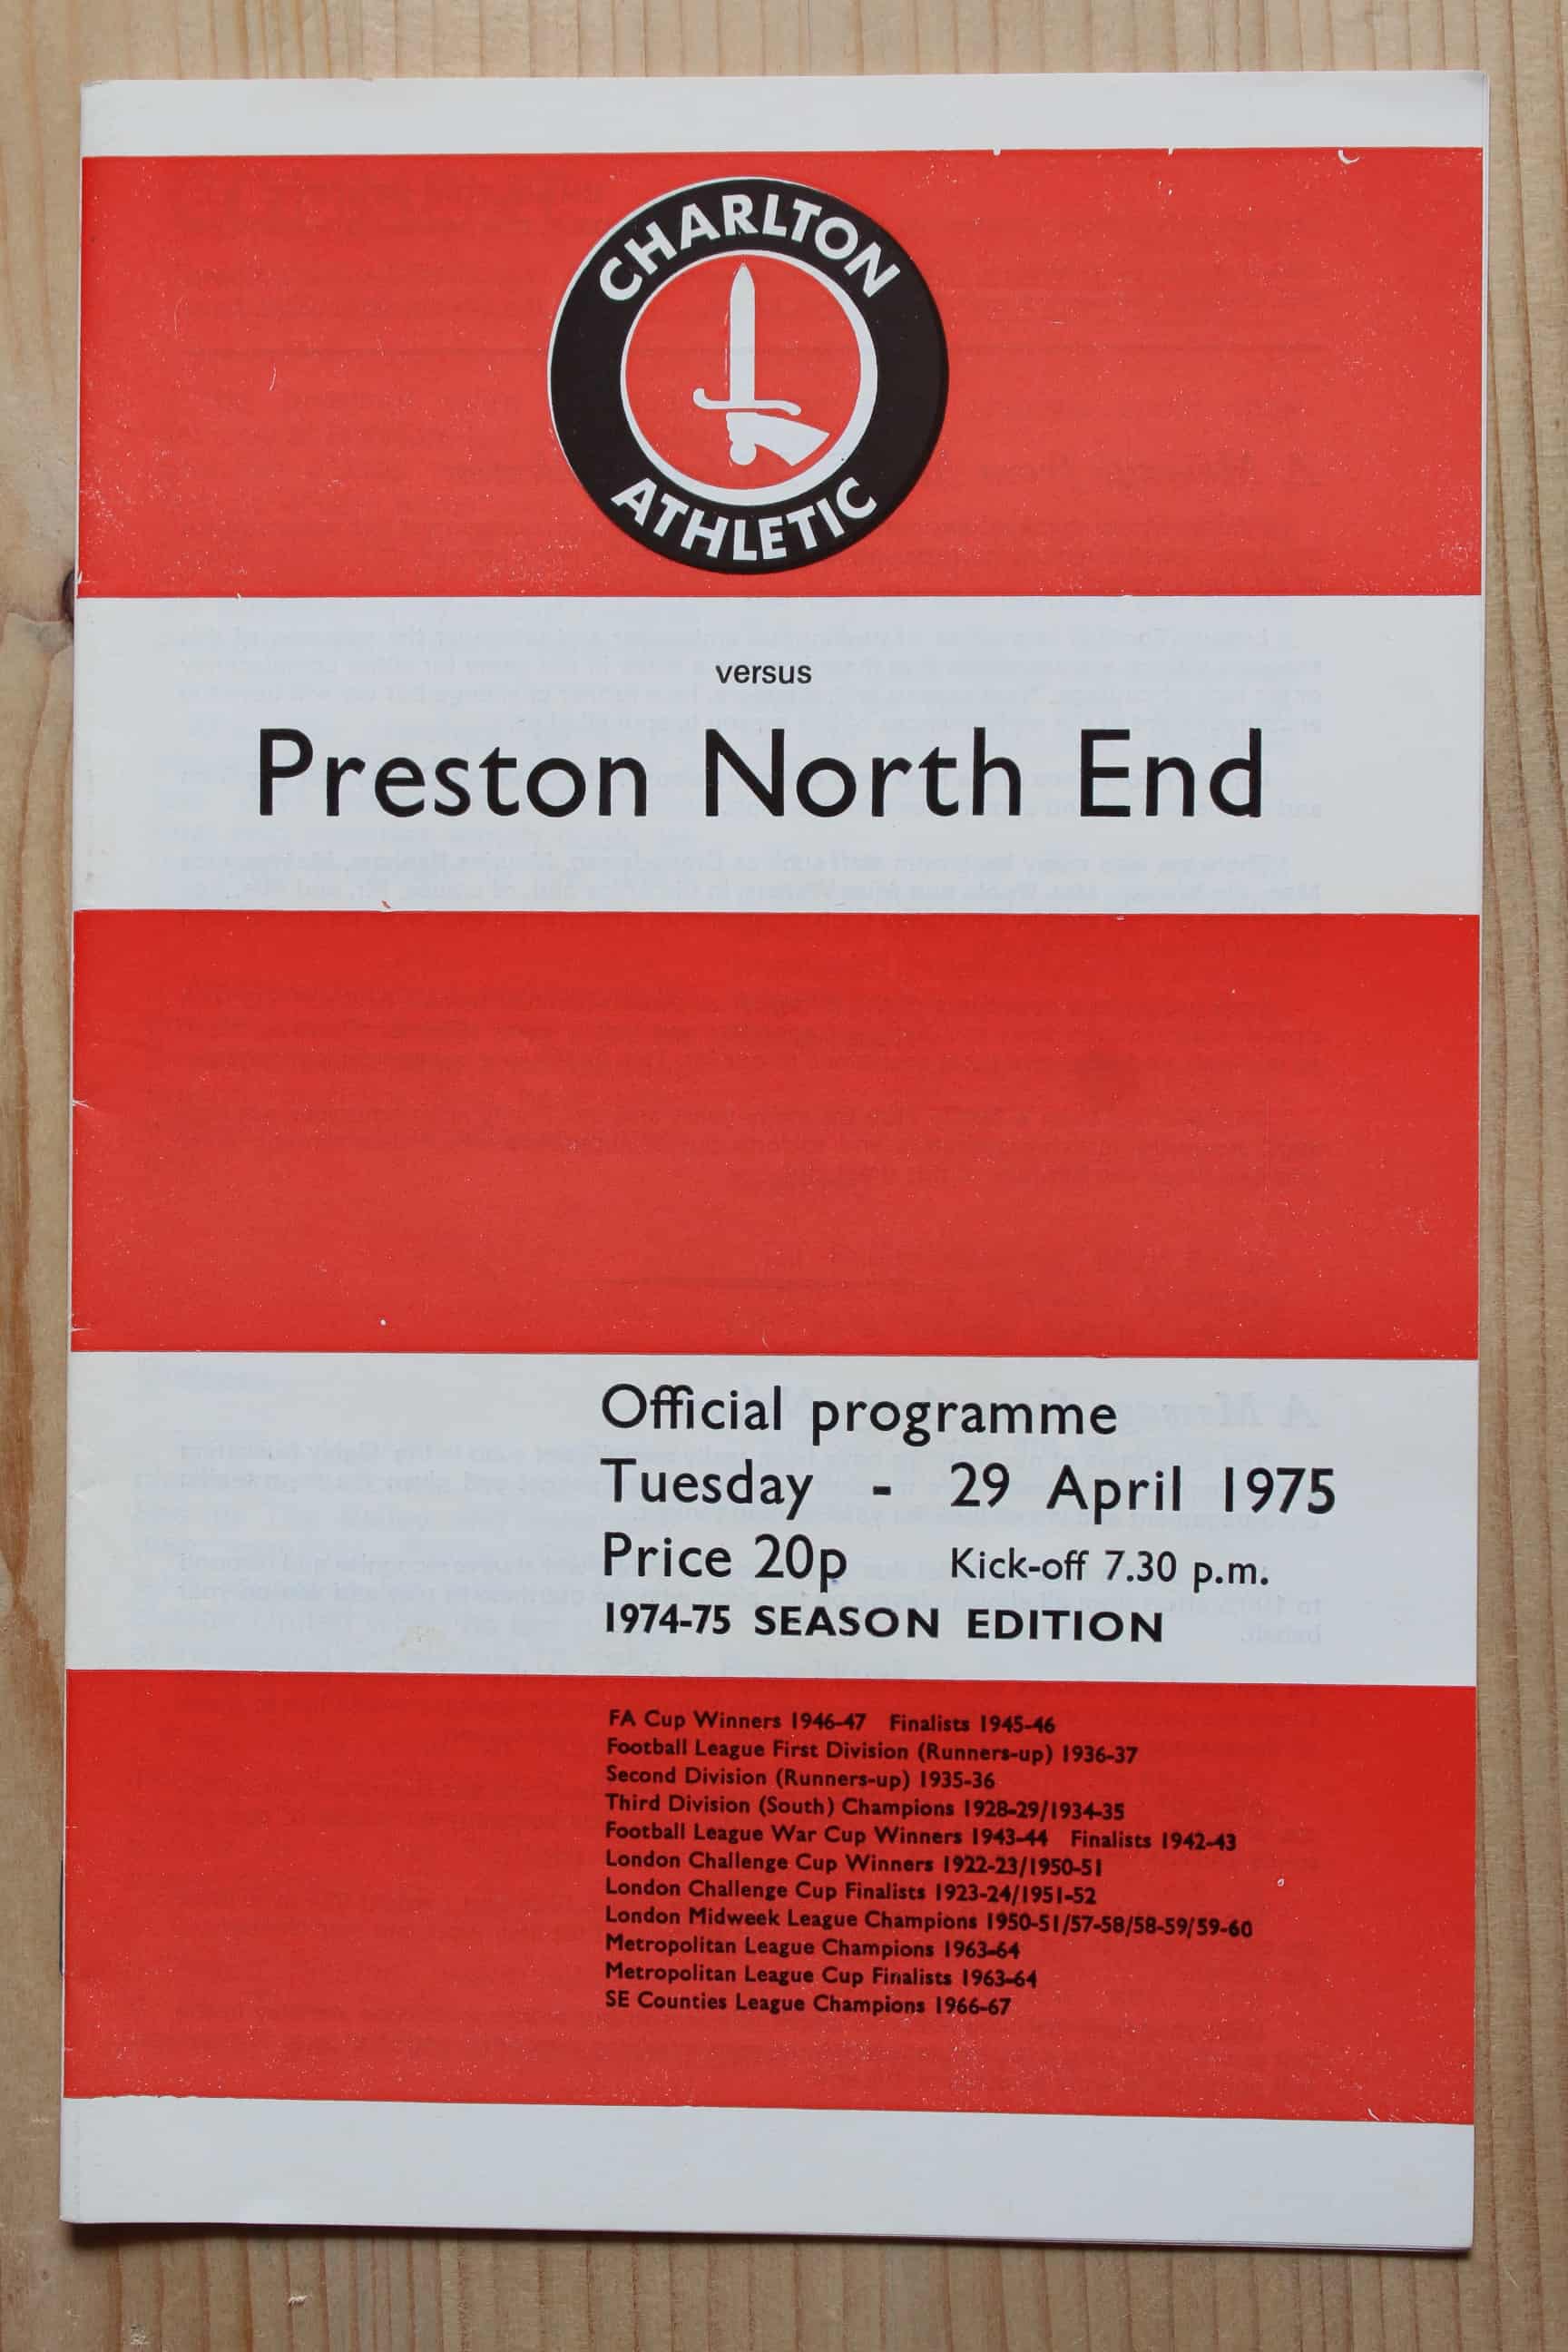 CHARLTON
ATHLETIC
versus
Preston North End
Official programme
Tuesday - 29 April 1975
Price 20p Kick-off 7.30 p.m.
1974-75 SEASON EDITION
FA Cup Winners 1946-47 Finalists 1945-46
Football League First Division (Runners-up) 1936-37
Second Division (Runners-up) 1935-36
Third Division (South) Champions 1928-29/1934-35
Football League War Cup Winners 1943-44 Finalists 1942-43
London Challenge Cup Winners 1922-23/1950-51
London Challenge Cup Finalists 1923-24/1951-52
London Midweek League Champions 1950-51/57-58/58-59/59-60
Metropolitan League Champions 1963-64
Metropolitan League Cup Finalists 1963-64
SE Counties League Champions 1966-67